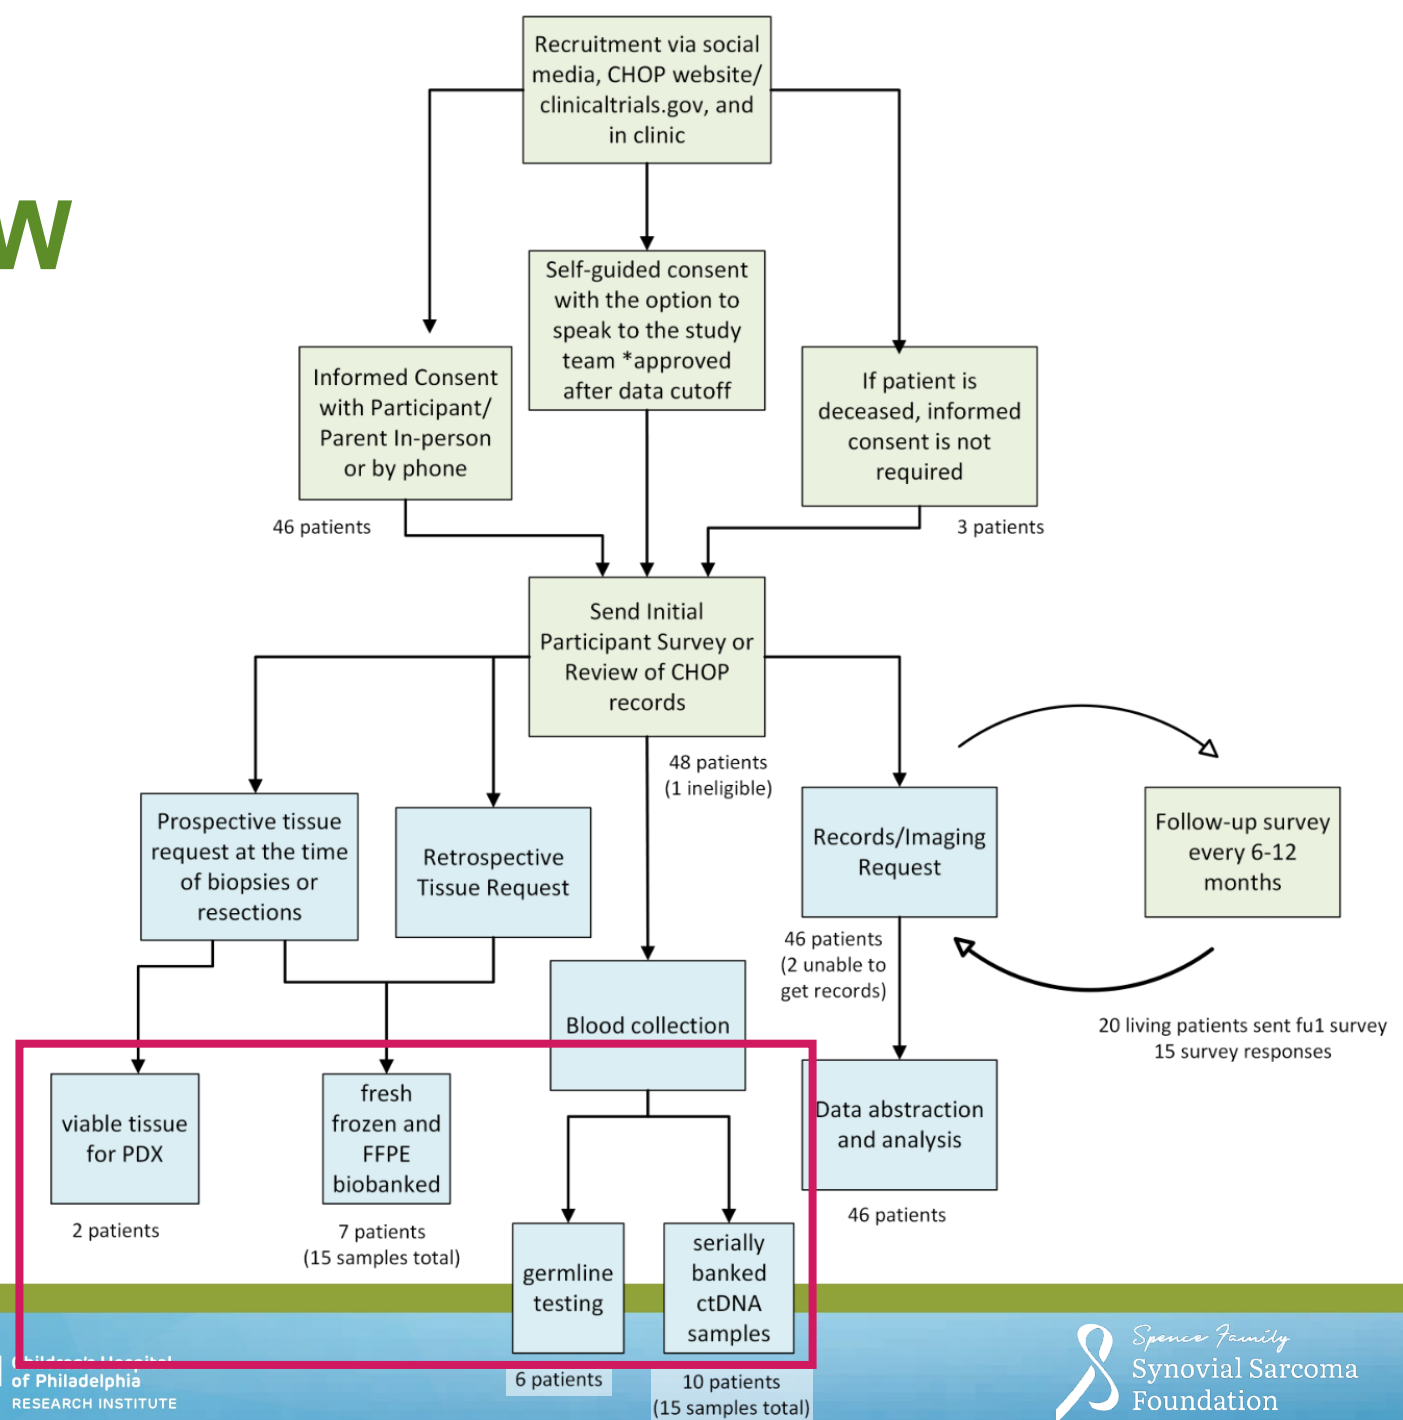 Recruitment via social
media, CHOP website/
clinicaltrials.gov, and
in clinic
w
Self-guided consent
with the option to
speak to the study
team *approved
after data cutoff
Informed Consent
with Participant/
Parent In-person
or by phone
If patient is
deceased, informed
consent is not
required
46 patients
3 patients
Send Initial
Participant Survey or
Review of CHOP
records
48 patients
(1 ineligible)
Prospective tissue
request at the time
of biopsies or
resections
Retrospective
Tissue Request
Records/Imaging
Request
Follow-up survey
every 6-12
months
46 patients
(2 unable to
get records)
Blood collection
20 living patients sent fu1 survey
15 survey responses
viable tissue
for PDX
fresh
frozen and
FFPE
biobanked
Data abstraction
and analysis
2 patients
7 patients
(15 samples total)
46 patients
germline
testing
serially
banked
ctDNA
samples
6 patients
10 patients
(15 samples total)
Children's Hospital
of Philadelphia
RESEARCH INSTITUTE
Spence Family
Synovial Sarcoma
Foundation